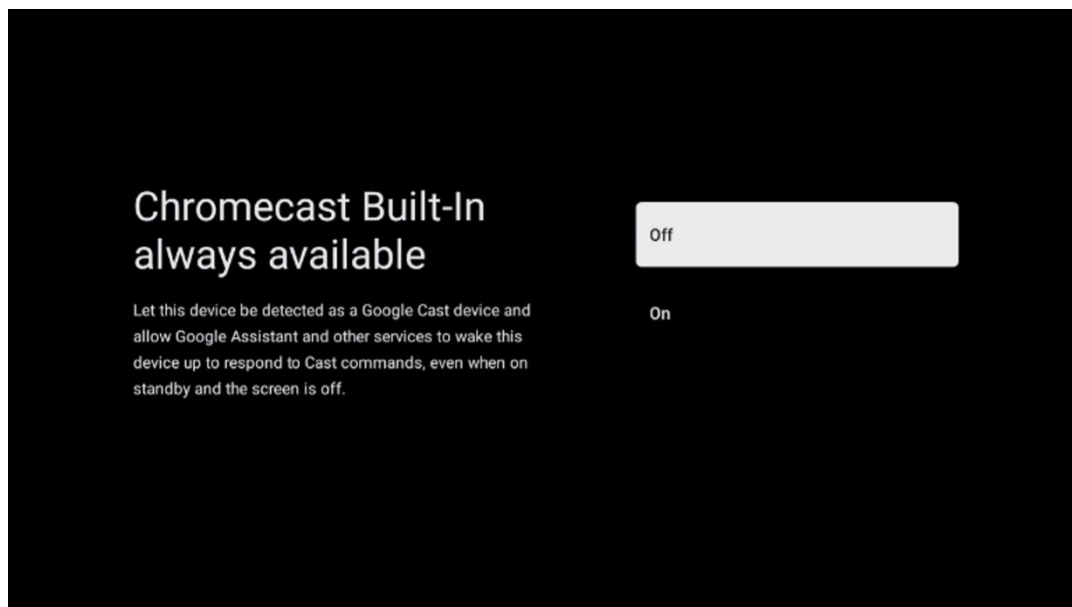 Chromecast Built-In
always available
Let this device be detected as a Google Cast device and
allow Google Assistant and other services to wake this
device up to respond to Cast commands, even when on
standby and the screen is off.
Off
On